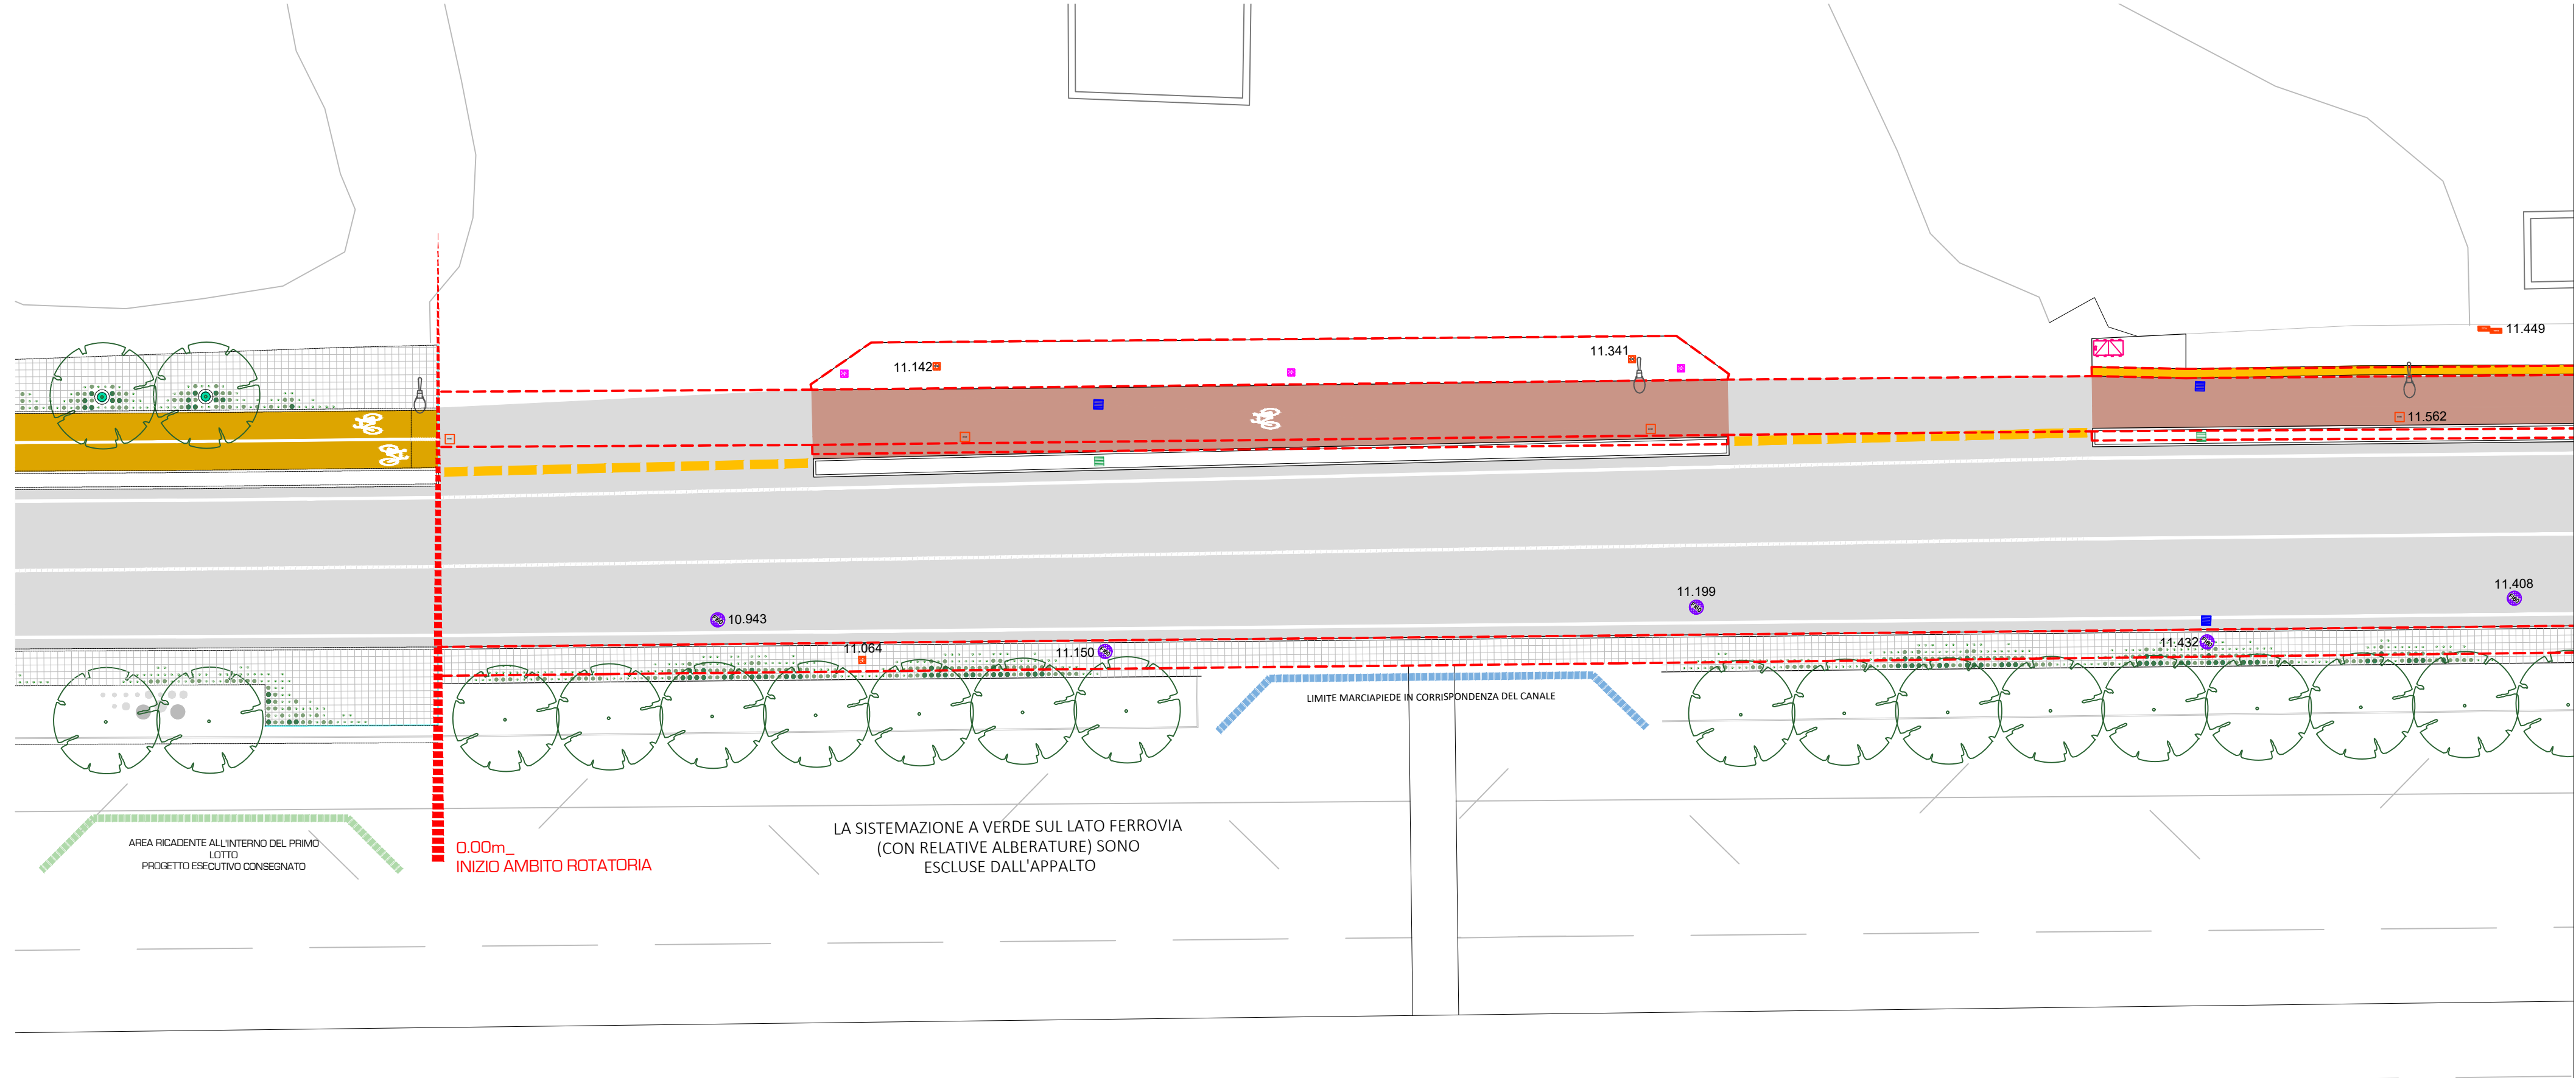 11.449
11.341
11.142
11.562
11.408
11.199
10.943
11.432
11.064
11.150
LIMITE MARCIAPIEDE IN CORRISPONDENZA DEL CANALE
LA SISTEMAZIONE A VERDE SUL LATO FERROVIA
(CON RELATIVE ALBERATURE) SONO
ESCLUSE DALL'APPALTO
AREA RICADENTE ALL'INTERNO DEL PRIMO
LOTTO
PROGETTO ESECUTIVO CONSEGNATO
0.00m_
INIZIO AMBITO ROTATORIA